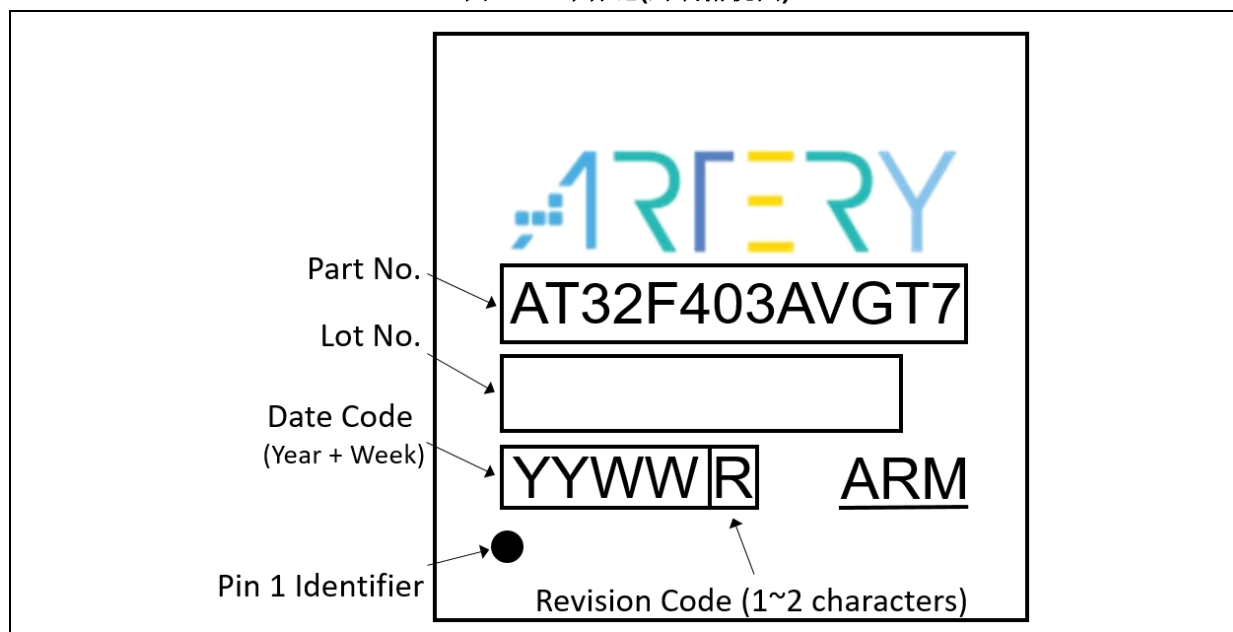 ARTERY
Part No.
AT32F403AVGT7
Lot No.
Date Code
(Year + Week)
YYWW R
ARM
Pin 1 Identifier
Revision Code (1~2 characters)